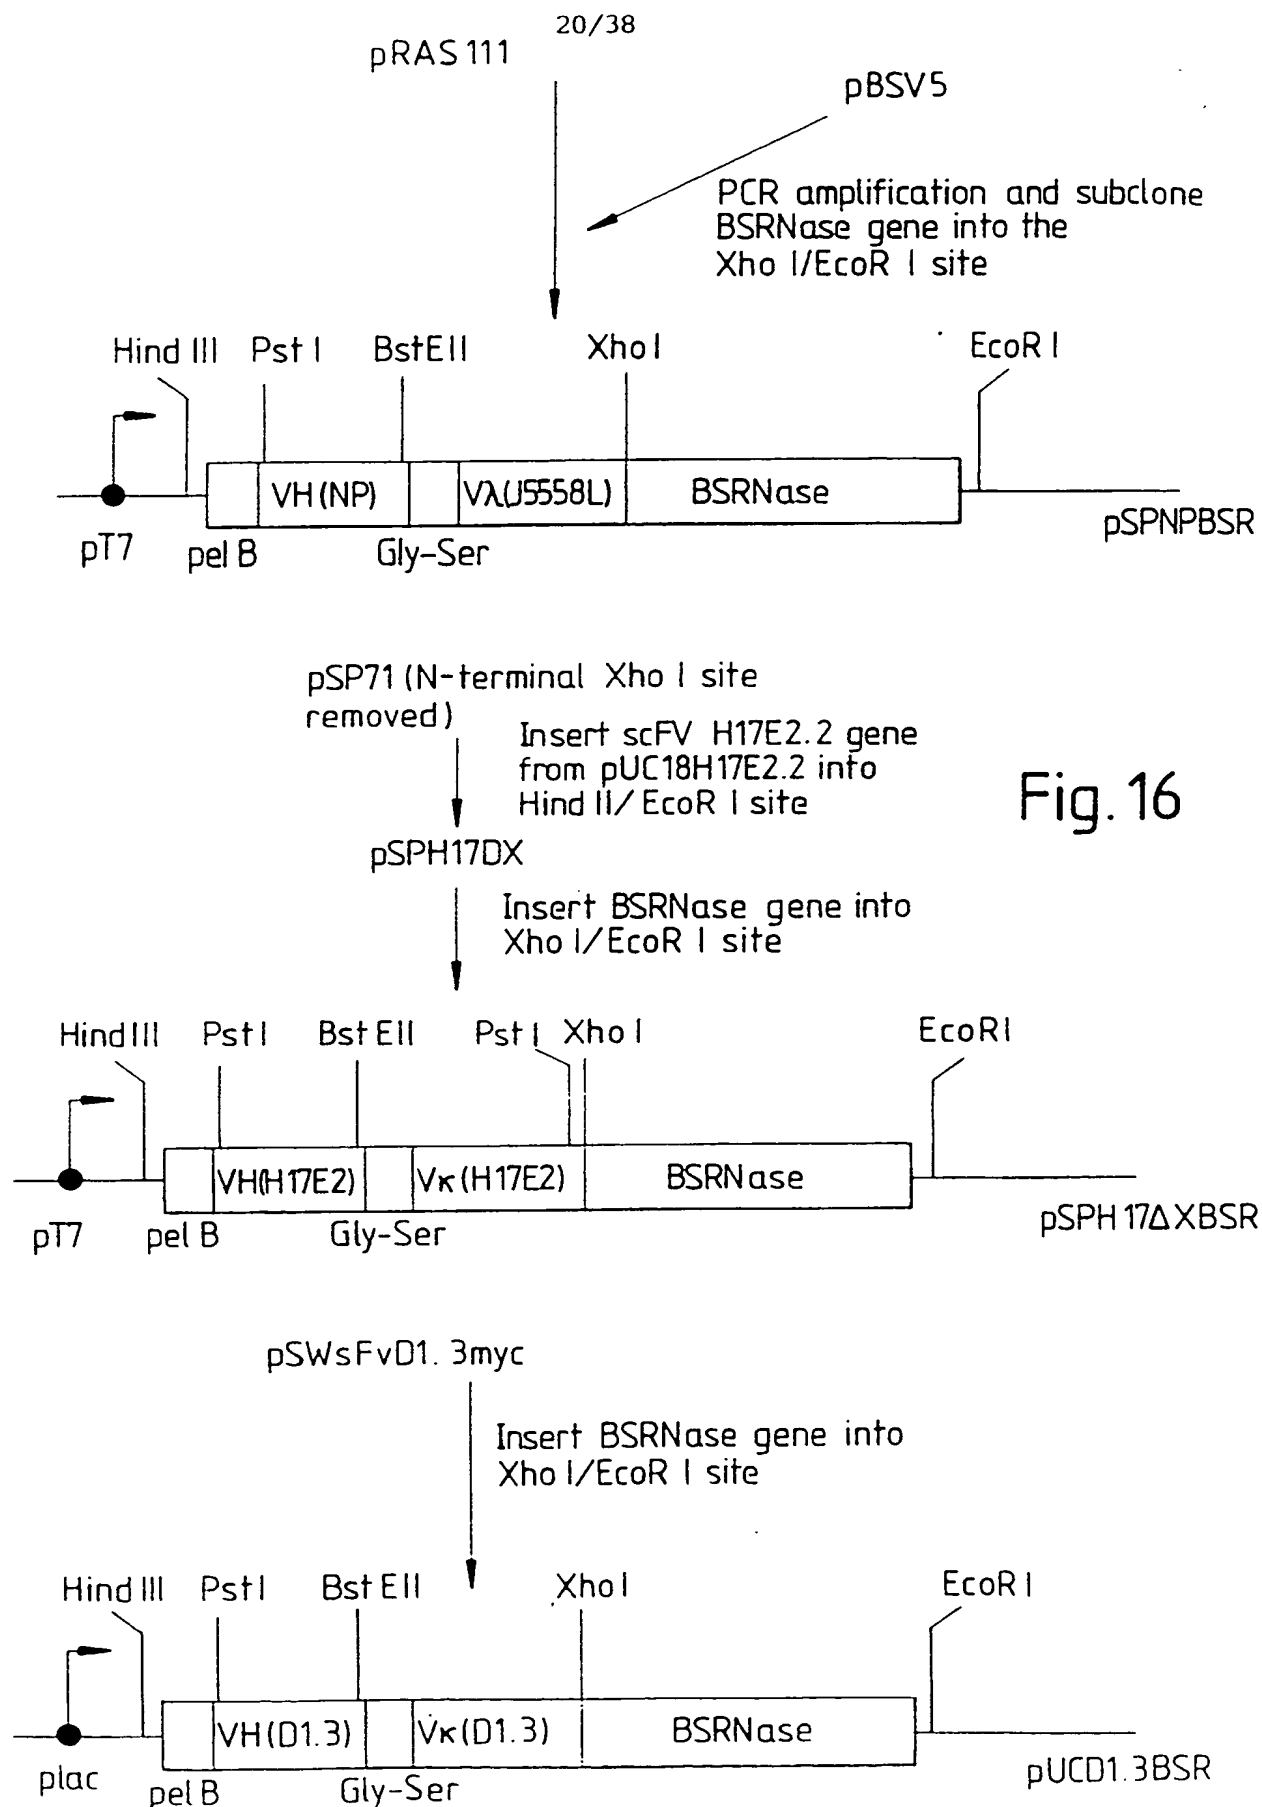 20/38
pRAS 111
pBSV5
PCR amplification and subclone
BSRNase gene into the
Xho I/EcoR I site
Hind III Pst I BstEII Xho I EcoR I
VH(NP) Vλ(J5558L) BSRNase
pT7 pel B Gly-Ser pSPNPBSR
pSP71 (N-terminal Xho I site
removed)
Insert scFV H17E2.2 gene
from pUC18H17E2.2 into
Hind II/EcoR I site
Fig. 16
pSPH17DX
Insert BSRNase gene into
Xho I/EcoR I site
Hind III Pst I Bst EII Pst I Xho I EcoR I
VH(H17E2) Vκ(H17E2) BSRNase
pT7 pel B Gly-Ser pSPH17ΔXBSR
pSWsFvD1.3myc
Insert BSRNase gene into
Xho I/EcoR I site
Hind III Pst I Bst EII Xho I EcoR I
VH(D1.3) Vκ(D1.3) BSRNase
plac pel B Gly-Ser pUCD1.3BSR